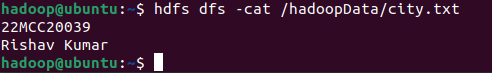 hadoop@ubuntu:~$ hdfs dfs -cat /hadoopData/city.txt
22MCC20039
Rishav Kumar
hadoop@ubuntu:~$